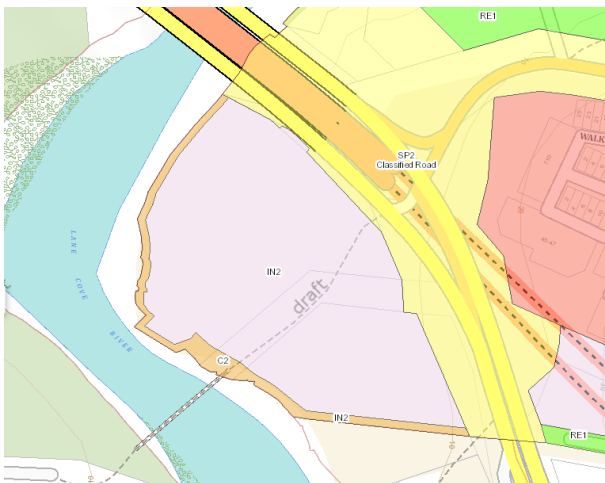 RE1
WALK
SP2
Classified Road
LANE
COVE
RIVER
IN2
draft
C2
IN2
RE1